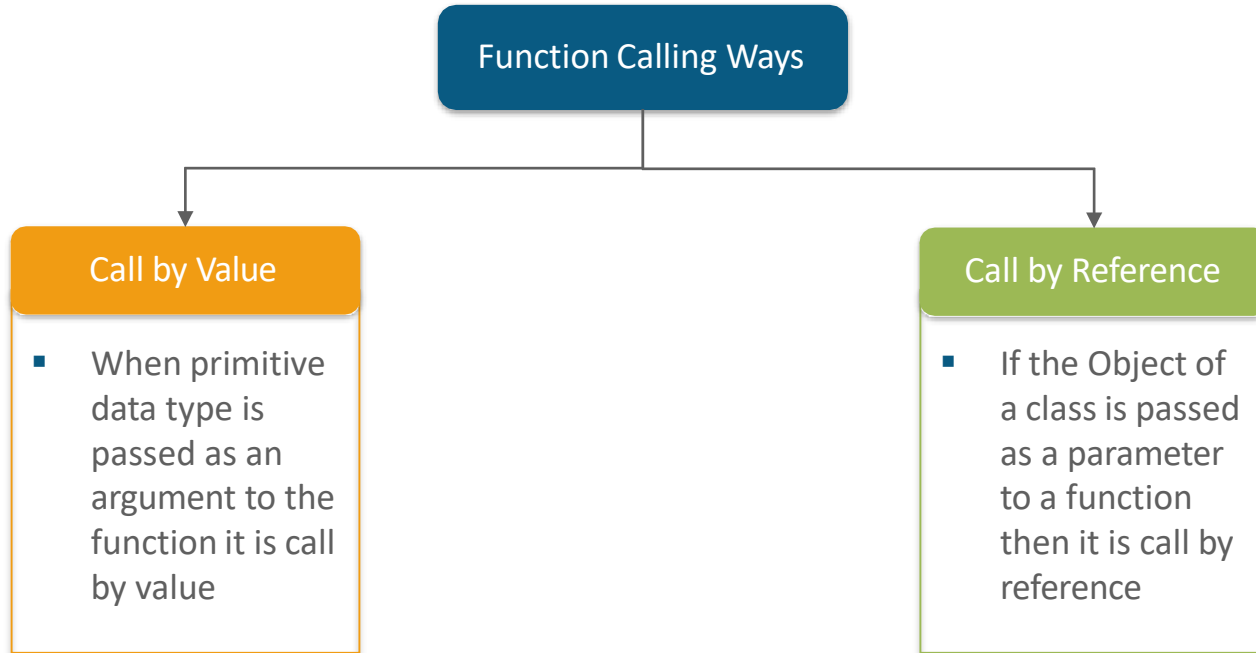 Function Calling Ways
Call by Value
▪ When primitive
data type is
passed as an
argument to the
function it is call
by value
Call by Reference
▪ If the Object of
a class is passed
as a parameter
to a function
then it is call by
reference